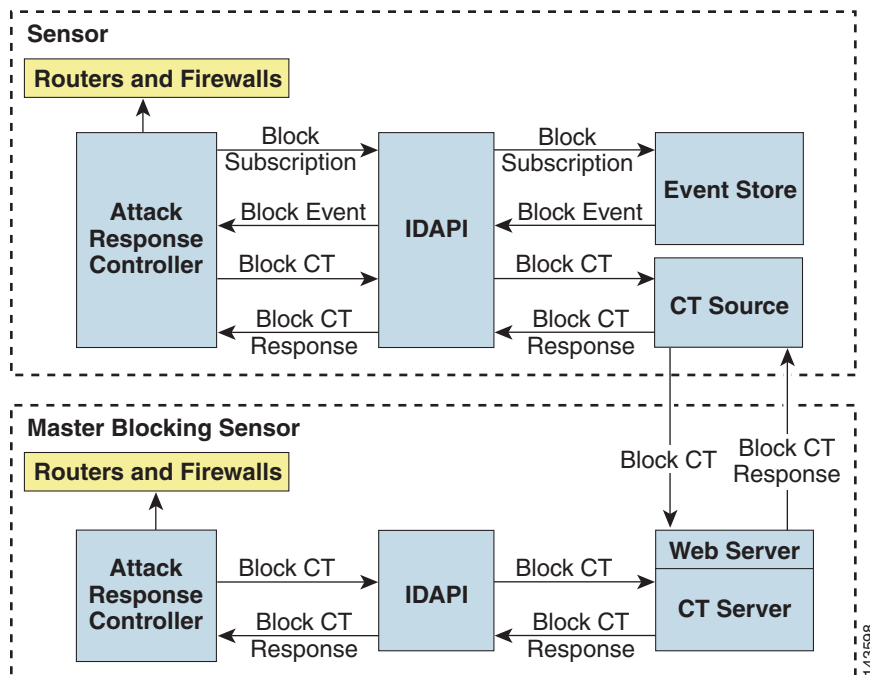 Sensor
Routers and Firewalls
Attack
Response
Controller
Block
Subscription
Block Event
Block CT
Block CT
Response
IDAPI
Block
Subscription
Block Event
Block CT
Block CT
Response
Event Store
CT Source
Block CT
Block CT
Response
Master Blocking Sensor
Routers and Firewalls
Attack
Response
Controller
Block CT
Block CT
Response
IDAPI
Block CT
Block CT
Response
Web Server
CT Server
143598